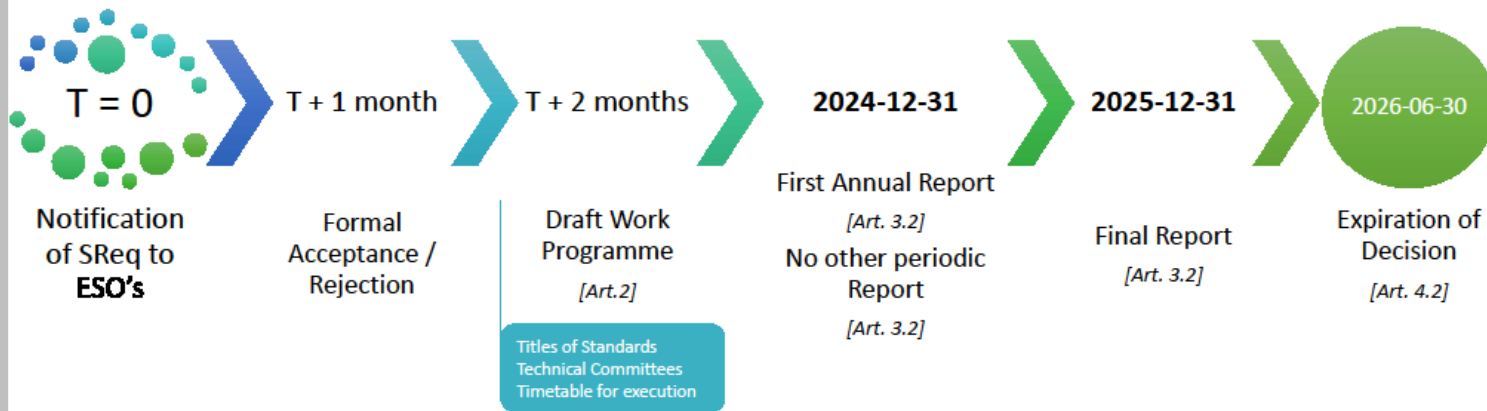 T = 0
Notification
of SReq to
ESO's
T + 1 month
Formal
Acceptance /
Rejection
T + 2 months
Draft Work
Programme
[Art.2]
Titles of Standards
Technical Committees
Timetable for execution
2024-12-31
First Annual Report
[Art. 3.2]
No other periodic
Report
[Art. 3.2]
2025-12-31
Final Report
[Art. 3.2]
2026-06-30
Expiration of
Decision
[Art. 4.2]